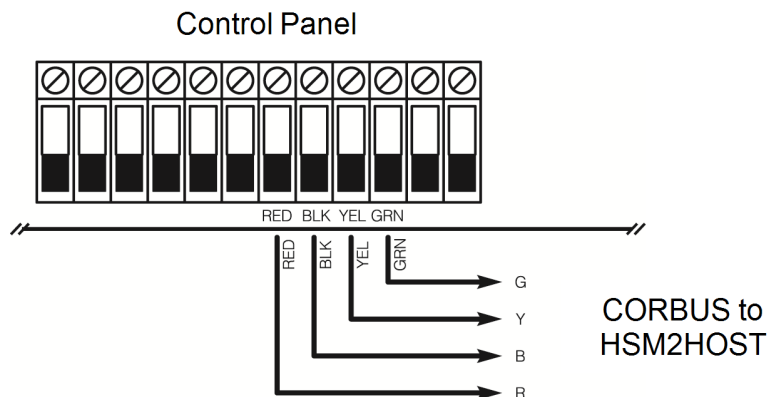 Control Panel
RED BLK YEL GRN
RED BLK YEL GRN
G
Y
CORBUS to
HSM2HOST
B
R